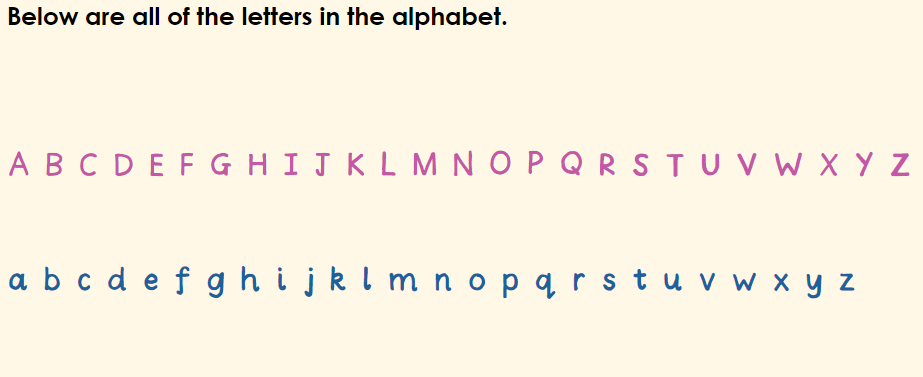 Below are all of the letters in the alphabet.
A B C D E F G H I J K L M N O P Q R S T U V W X Y Z
a b c d e f g h i j k l m n o p q r s t u v w x y z